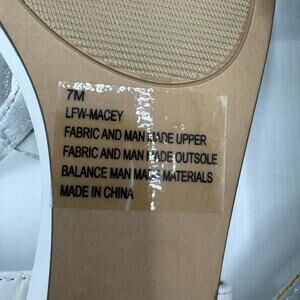 7M
LFW-MACEY
FABRIC AND MAN MADE UPPER
FABRIC AND MAN MADE OUTSOLE
BALANCE MAN MADE MATERIALS
MADE IN CHINA